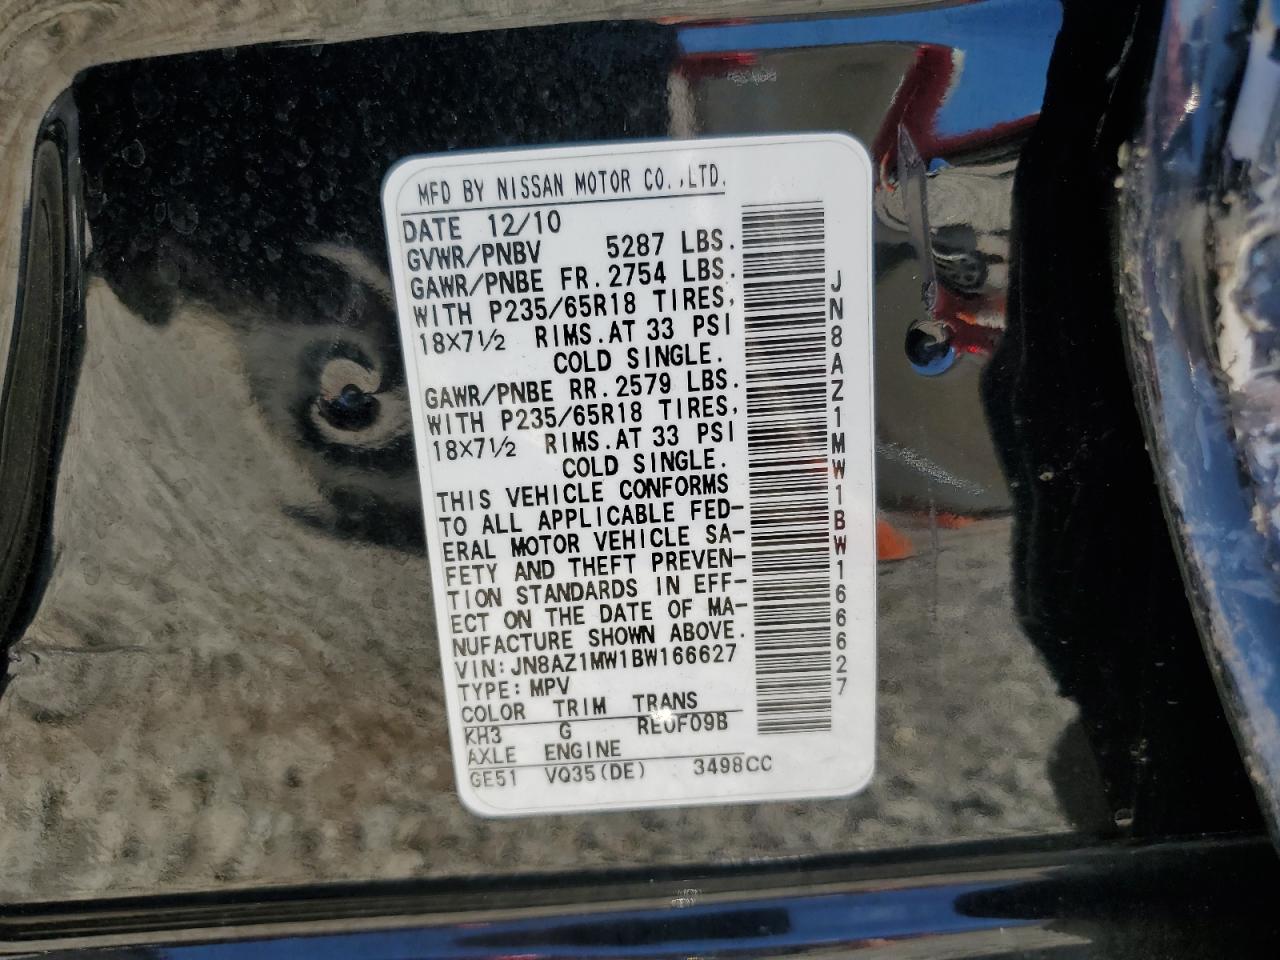 MFD BY NISSAN MOTOR CO.,LTD.
DATE 12/10
GVWR/PNBV 5287 LBS.
GAWR/PNBE FR. 2754 LBS.
WITH P235/65R18 TIRES,
18X7½ RIMS. AT 33 PSI
COLD SINGLE.
GAWR/PNBE RR. 2579 LBS.
WITH P235/65R18 TIRES,
18X7½ RIMS. AT 33 PSI
COLD SINGLE.
THIS VEHICLE CONFORMS
TO ALL APPLICABLE FED-
ERAL MOTOR VEHICLE SA-
FETY AND THEFT PREVEN-
TION STANDARDS IN EFF-
ECT ON THE DATE OF MA-
NUFACTURE SHOWN ABOVE.
VIN: JN8AZ1MW1BW166627
TYPE: MPV
COLOR TRIM TRANS
KH3 G RE0F09B
AXLE ENGINE
GE51 VQ35(DE) 3498CC
JN8AZ1MW1BW166627